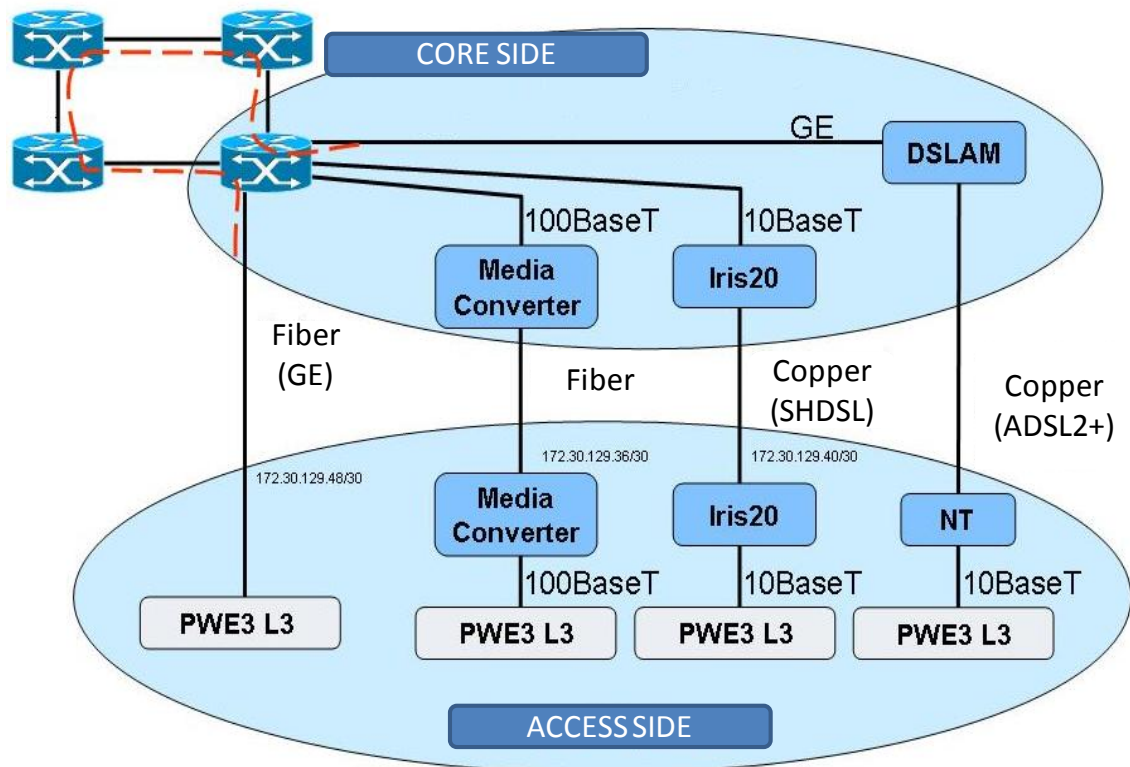 CORE SIDE
GE
DSLAM
100BaseT
10BaseT
Media
Converter
Iris20
Fiber
(GE)
Fiber
Copper
(SHDSL)
Copper
(ADSL2+)
172.30.129.48/30
172.30.129.36/30
172.30.129.40/30
Media
Converter
Iris20
NT
100BaseT
10BaseT
10BaseT
PWE3 L3
PWE3 L3
PWE3 L3
PWE3 L3
ACCESS SIDE